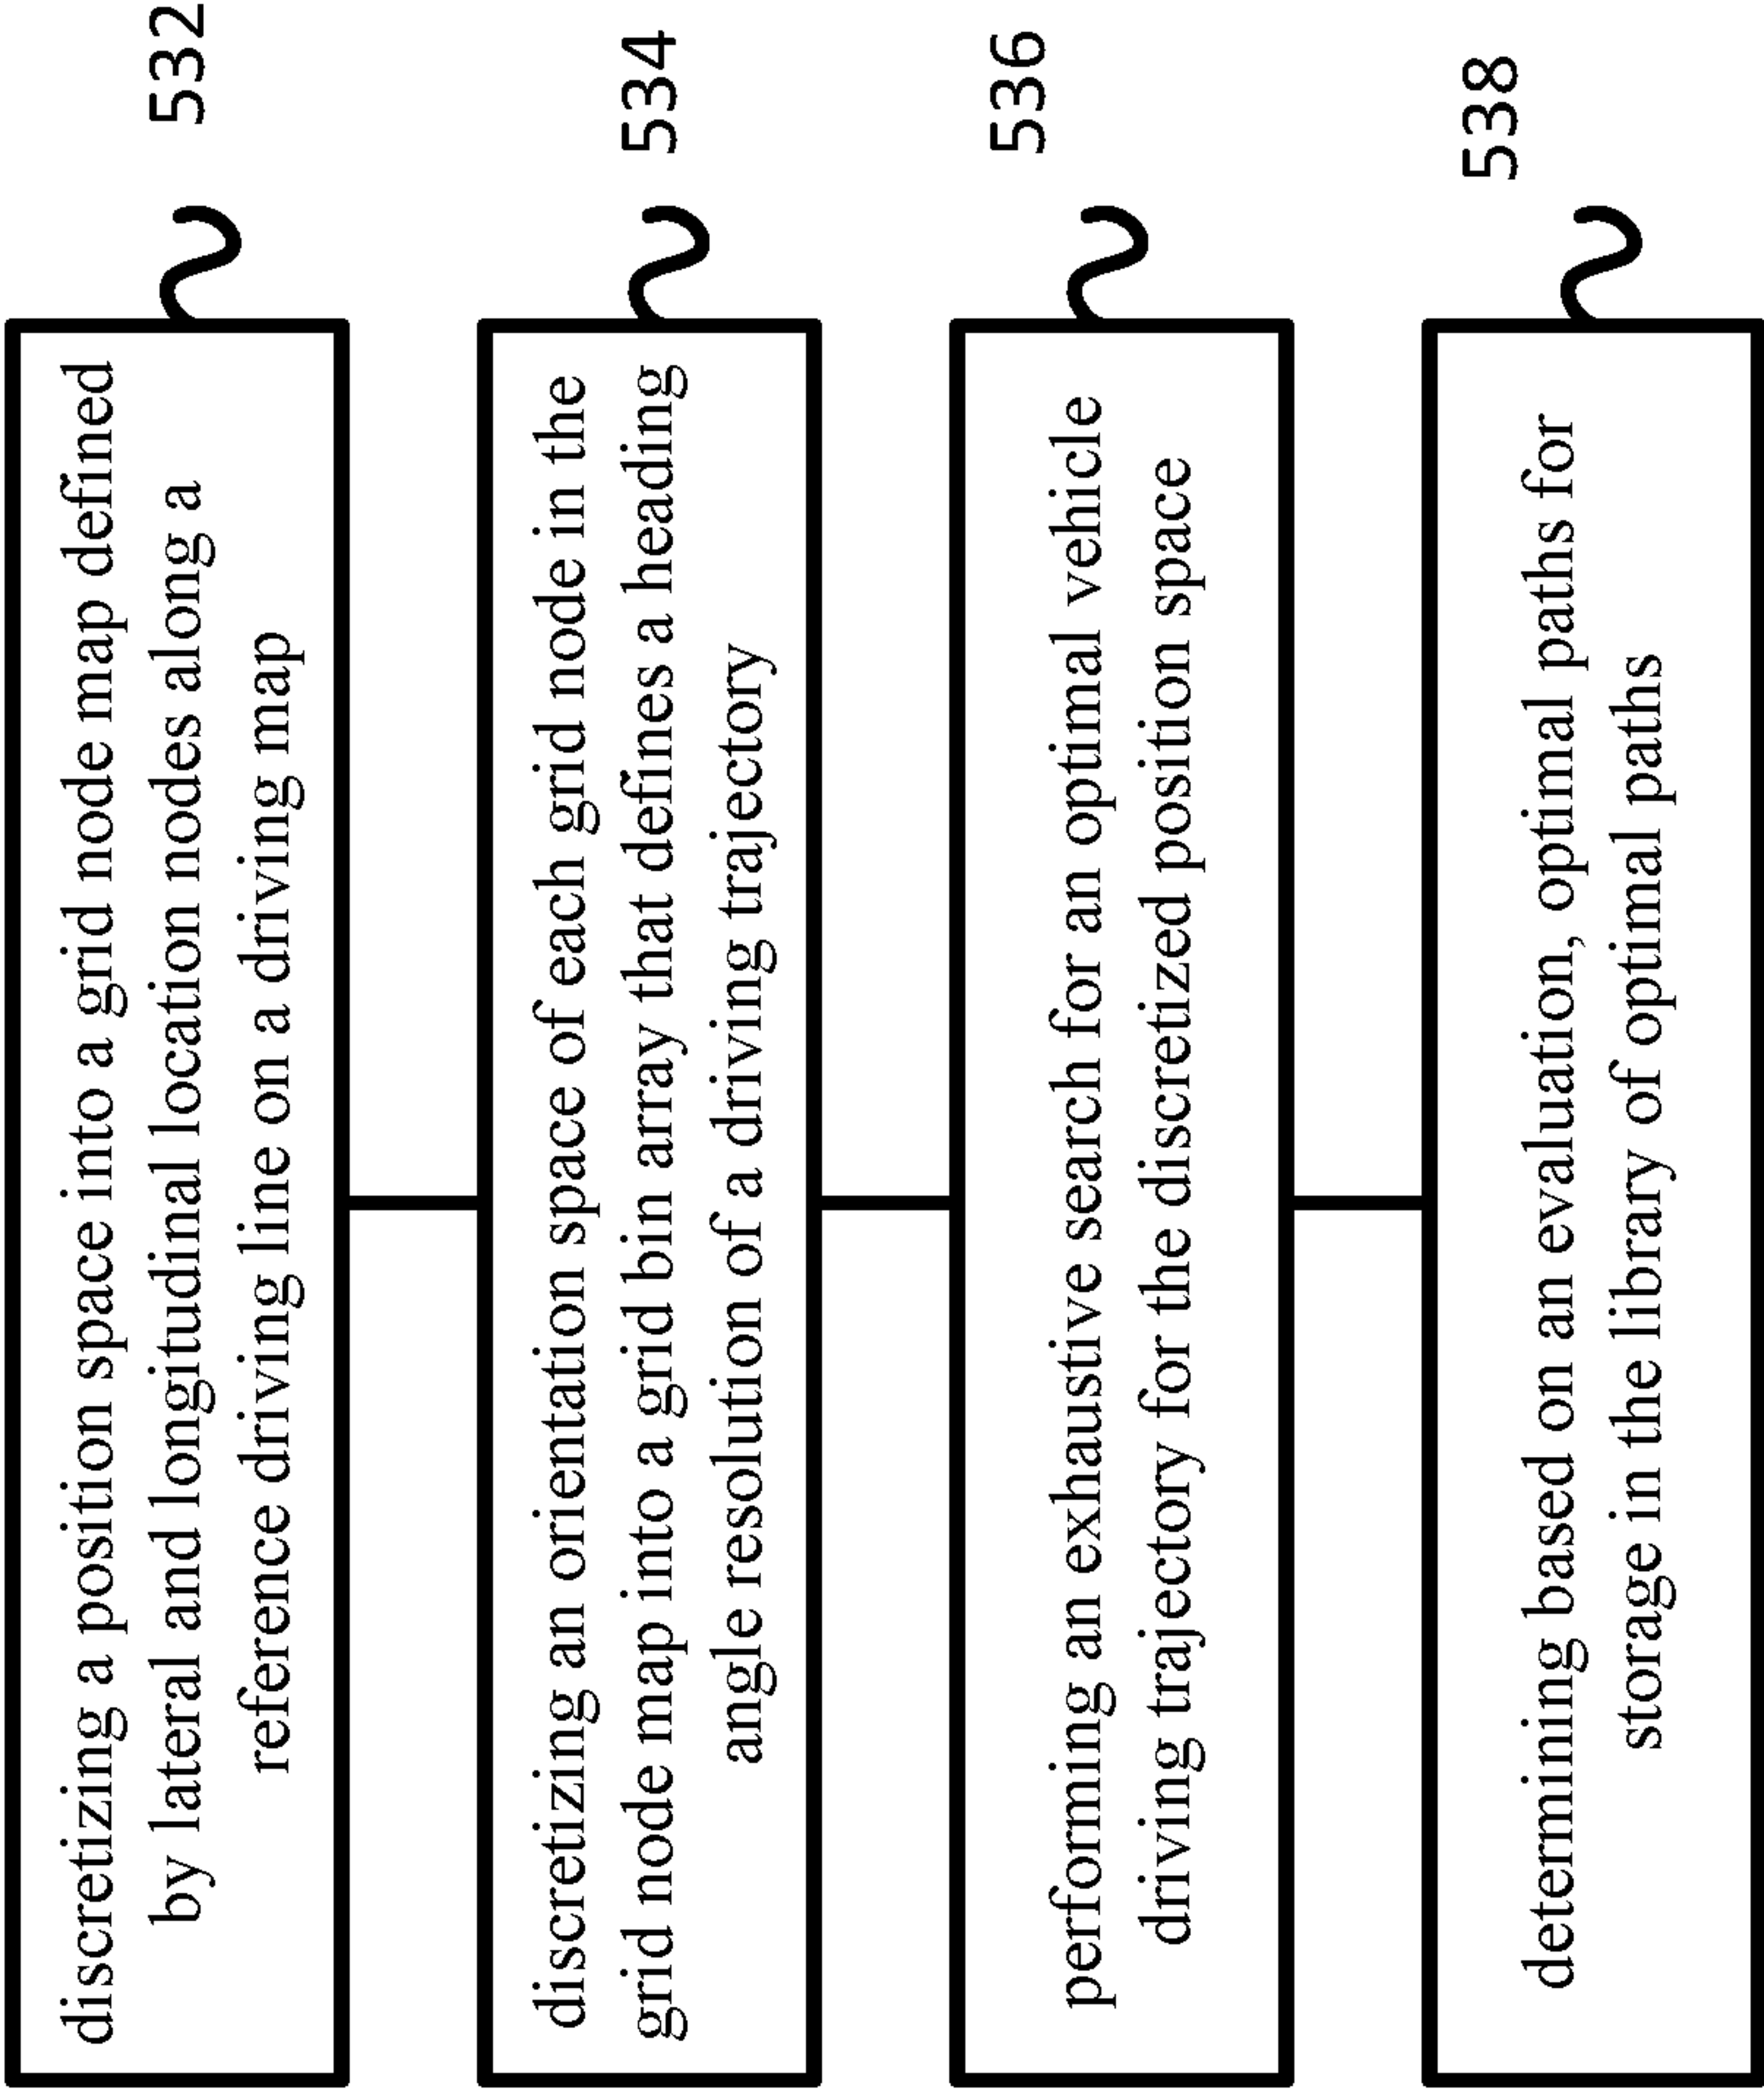 discretizing a position space into a grid node map defined
by lateral and longitudinal location nodes along a
reference driving line on a driving map
532
discretizing an orientation space of each grid node in the
grid node map into a grid bin array that defines a heading
angle resolution of a driving trajectory
534
performing an exhaustive search for an optimal vehicle
driving trajectory for the discretized position space
536
determining based on an evaluation, optimal paths for
storage in the library of optimal paths
538